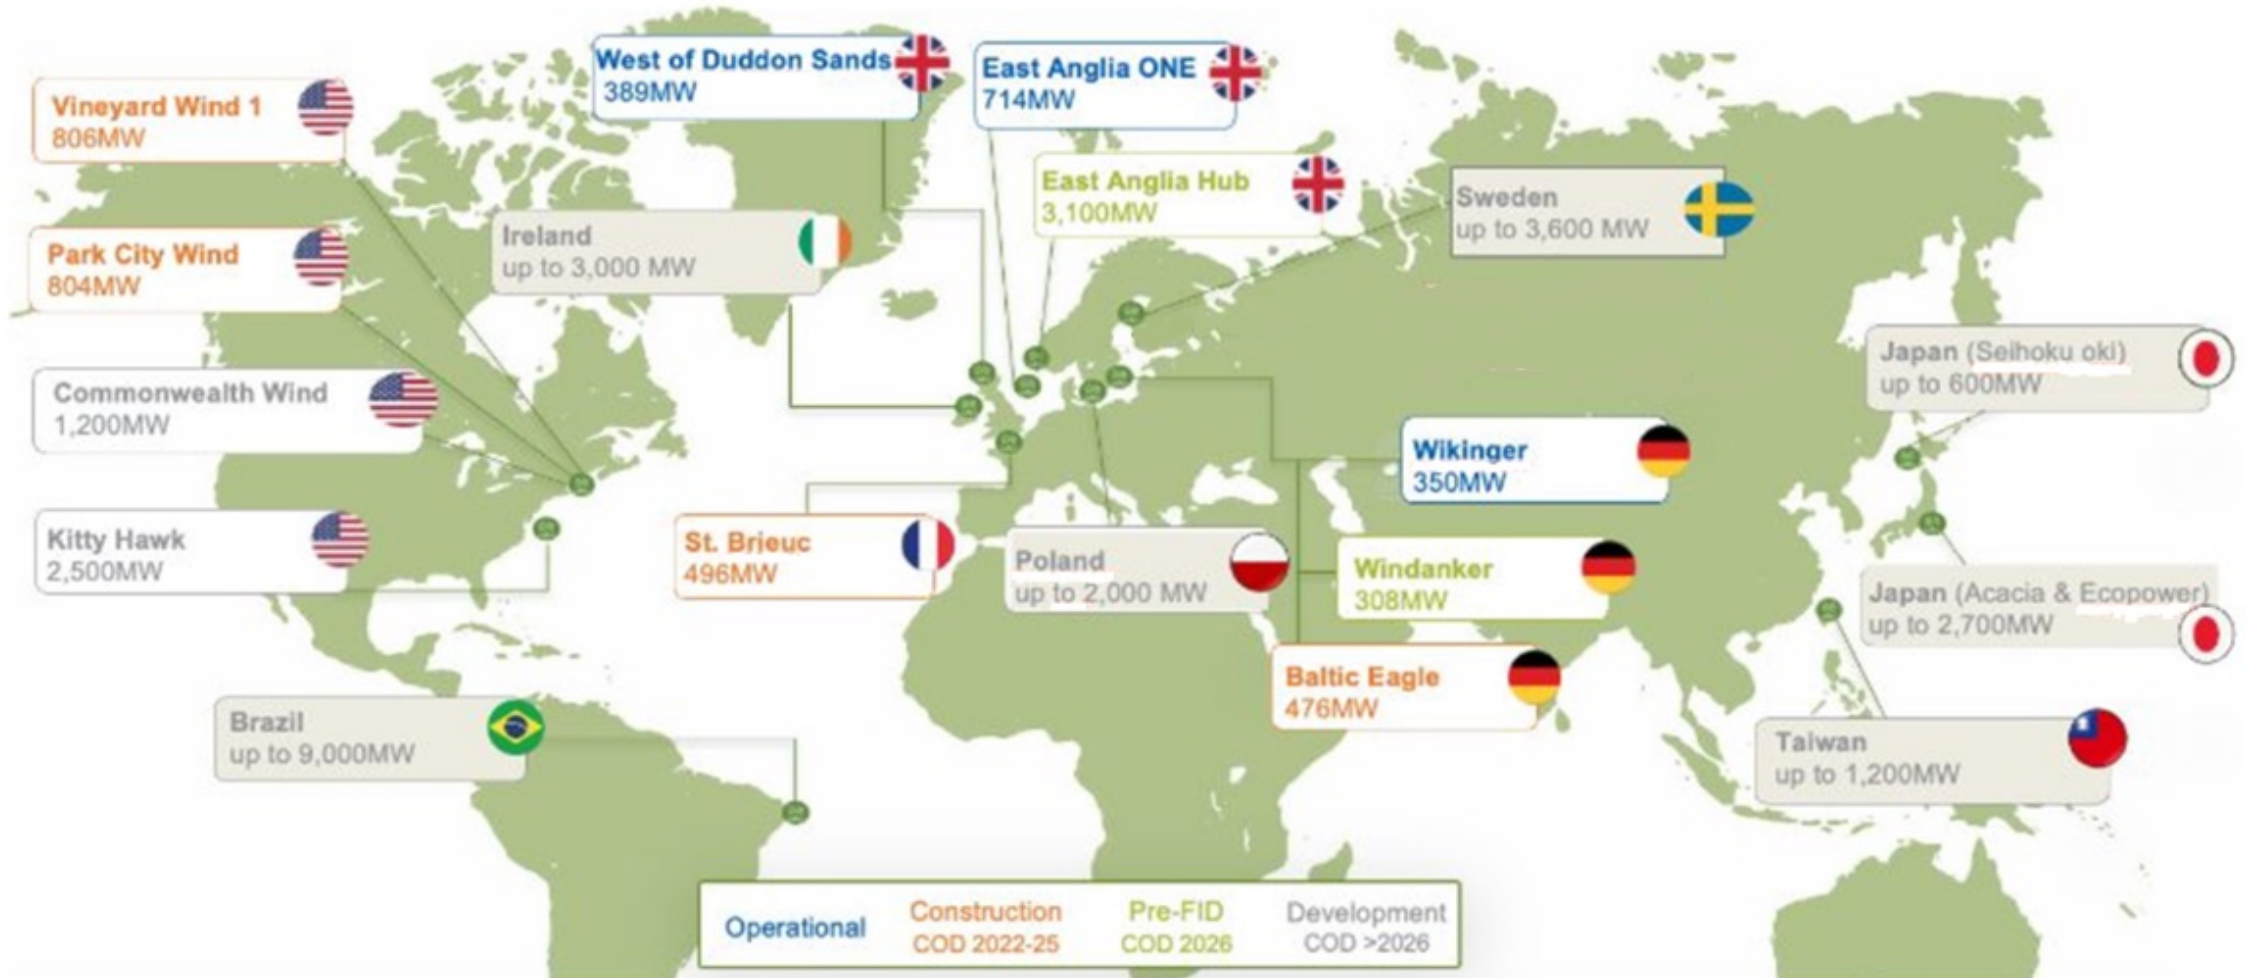 West of Duddon Sands
389MW
East Anglia ONE
714MW
Vineyard Wind 1
806MW
East Anglia Hub
3,100MW
Sweden
up to 3,600 MW
Ireland
up to 3,000 MW
Park City Wind
804MW
Japan (Seihoku oki)
up to 600MW
Commonwealth Wind
1,200MW
Wikinger
350MW
Kitty Hawk
2,500MW
St. Brieuc
496MW
Poland
up to 2,000 MW
Windanker
308MW
Japan (Acacia & Ecopower)
up to 2,700MW
Baltic Eagle
476MW
Brazil
up to 9,000MW
Taiwan
up to 1,200MW
Operational
Construction
COD 2022-25
Pre-FID
COD 2026
Development
COD >2026